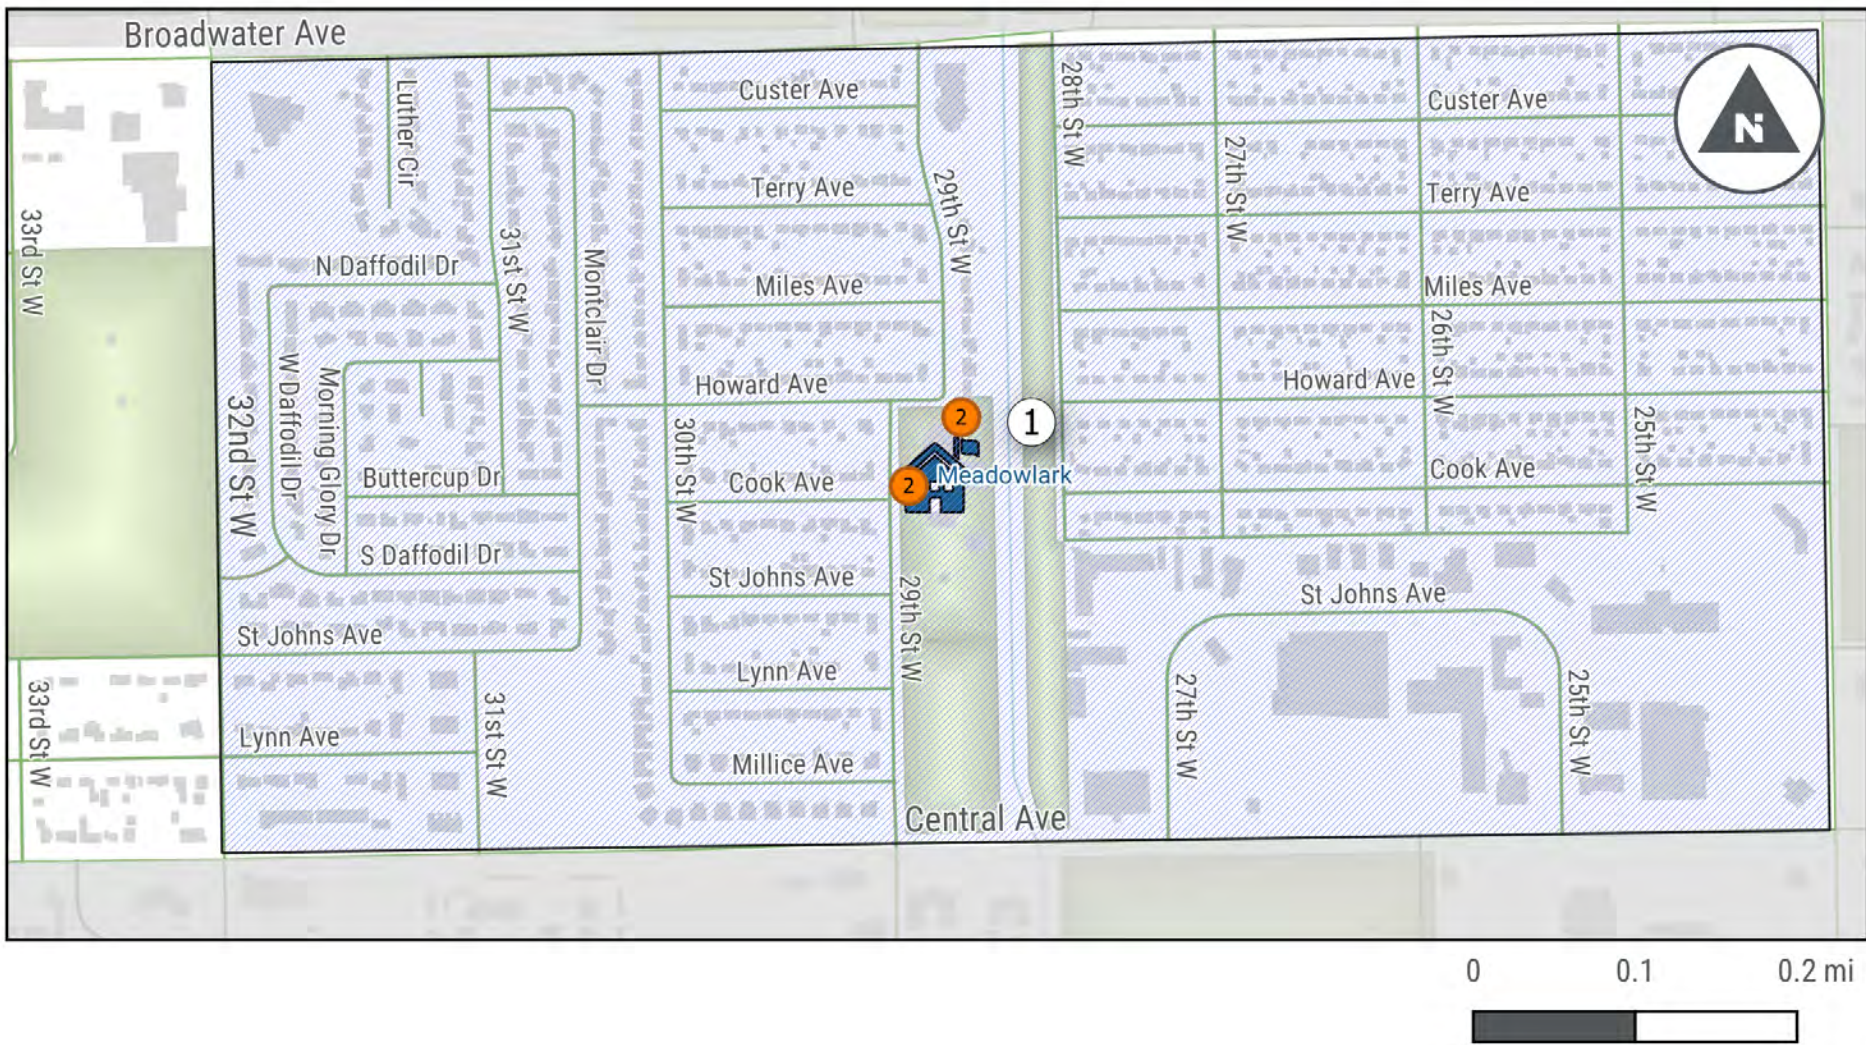 Broadwater Ave
Luther Cir
Custer Ave
28th St W
Custer Ave
N
27th St W
Terry Ave
29th St W
Terry Ave
33rd St W
31st St W
N Daffodil Dr
Montclair Dr
Miles Ave
Miles Ave
26th St W
W Daffodil Dr
Morning Glory Dr
Howard Ave
Howard Ave
32nd St W
2
1
30th St W
25th St W
Buttercup Dr
Cook Ave
2
Meadowlark
Cook Ave
S Daffodil Dr
St Johns Ave
29th St W
St Johns Ave
St Johns Ave
Lynn Ave
33rd St W
31st St W
27th St W
25th St W
Lynn Ave
Millice Ave
Central Ave
0 0.1 0.2 mi